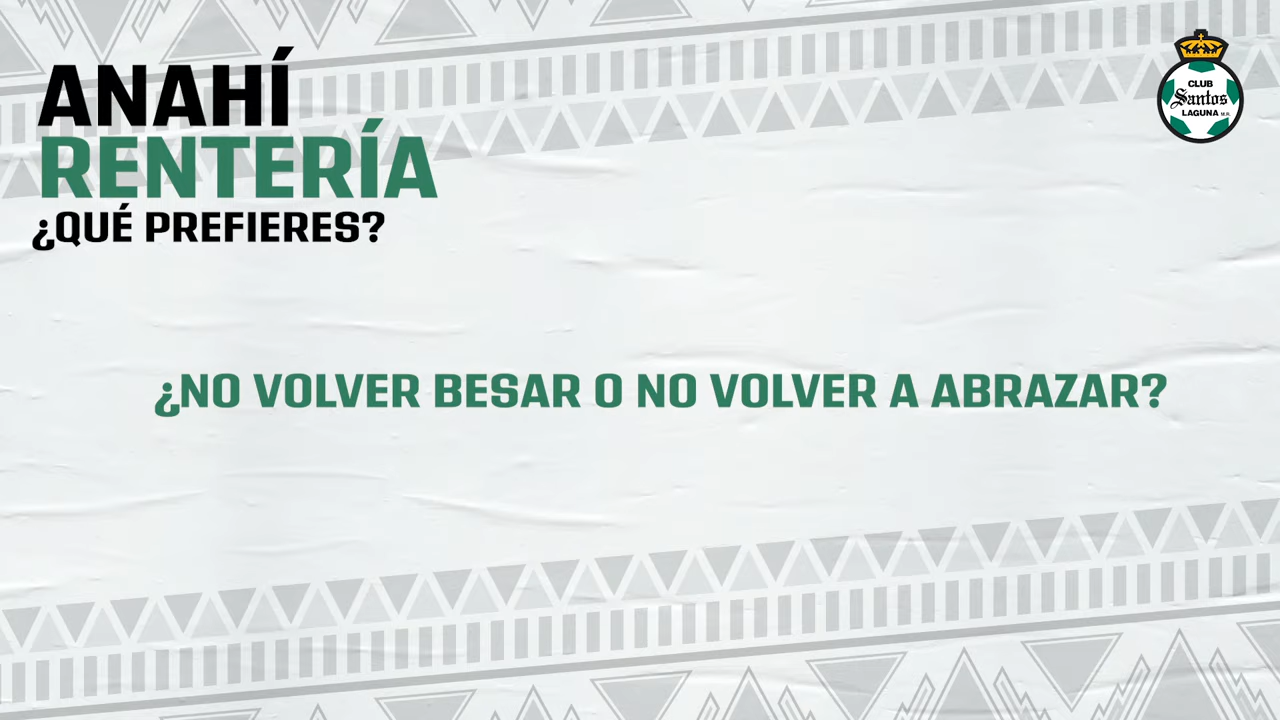 ANAHÍ
RENTERÍA
¿QUÉ PREFIERES?
CLUB
Santos
LAGUNA M.R.
¿NO VOLVER BESAR O NO VOLVER A ABRAZAR?